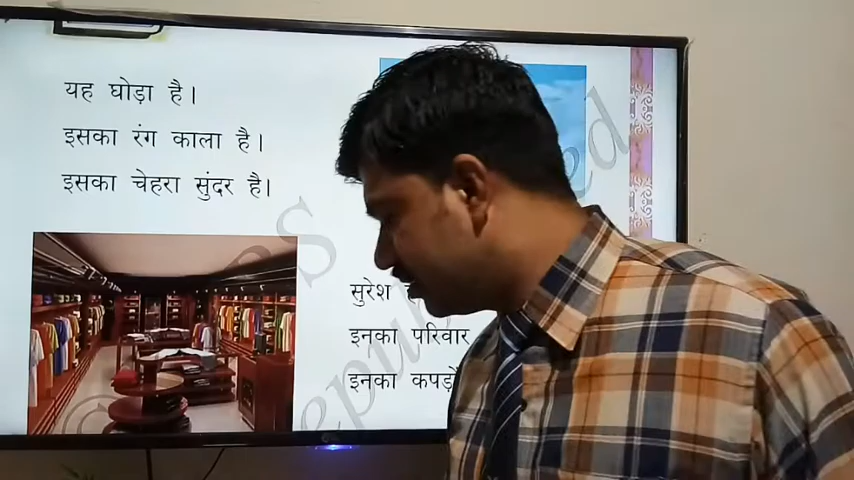 यह घोड़ा है।
इसका रंग काला है।
इसका चेहरा सुंदर है।
सुरेश
इनका परिवार
इनका